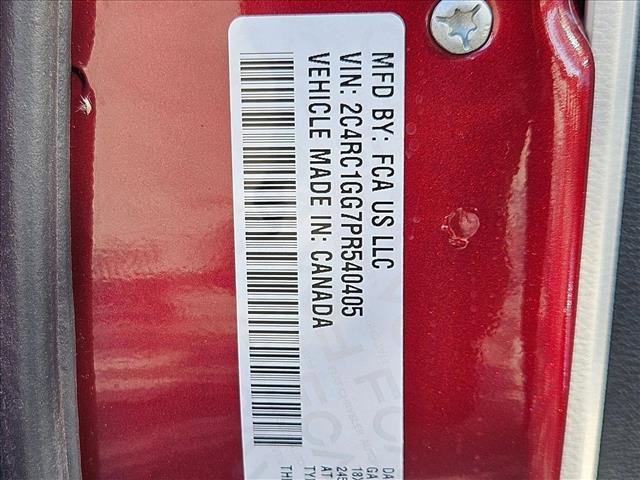 MFD BY: FCA US LLC
VIN: 2C4RC1GG7PR540405
VEHICLE MADE IN: CANADA